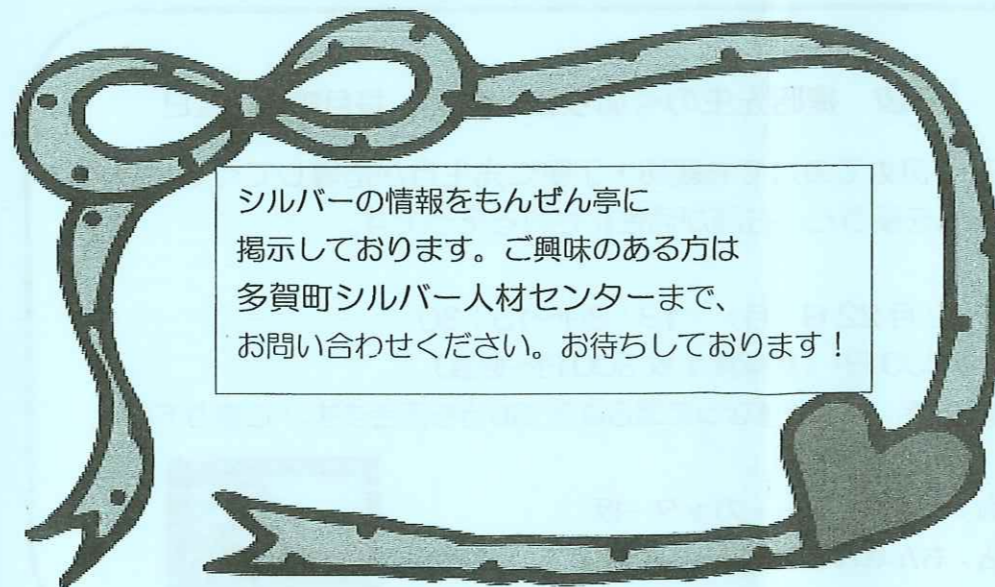 シルバーの情報をもんぜん亭に
掲示しております。ご興味のある方は
多賀町シルバー人材センターまで、
お問い合わせください。お待ちしております！